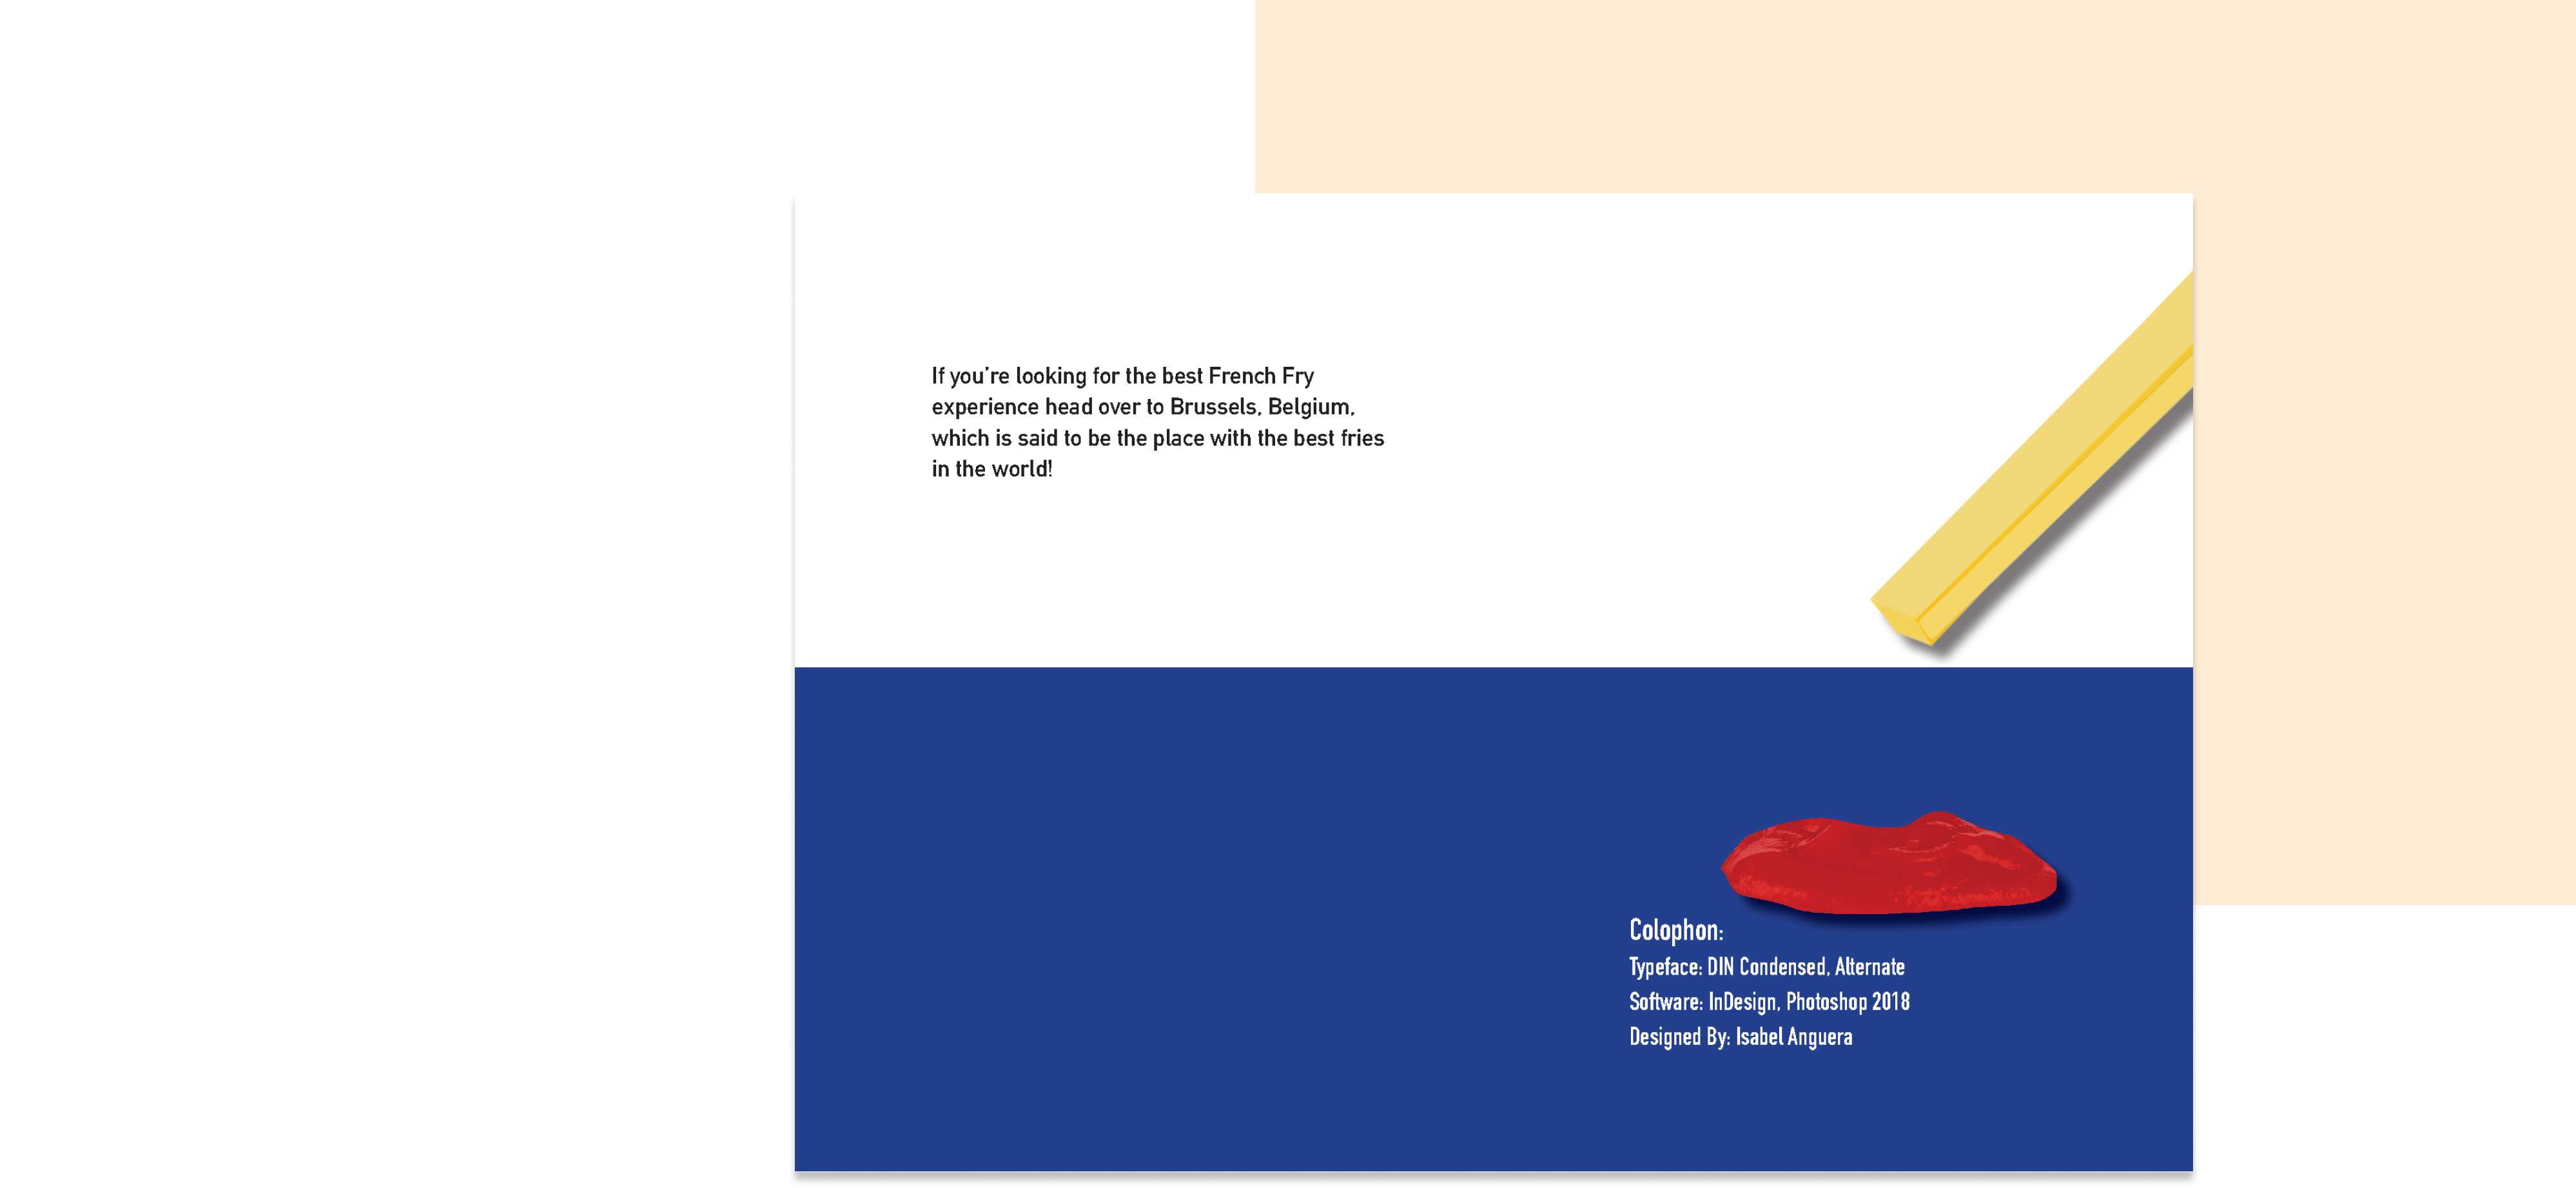 If you’re looking for the best French Fry
experience head over to Brussels, Belgium,
which is said to be the place with the best fries
in the world!
Colophon:
Typeface: DIN Condensed, Alternate
Software: InDesign, Photoshop 2018
Designed By: Isabel Anguera